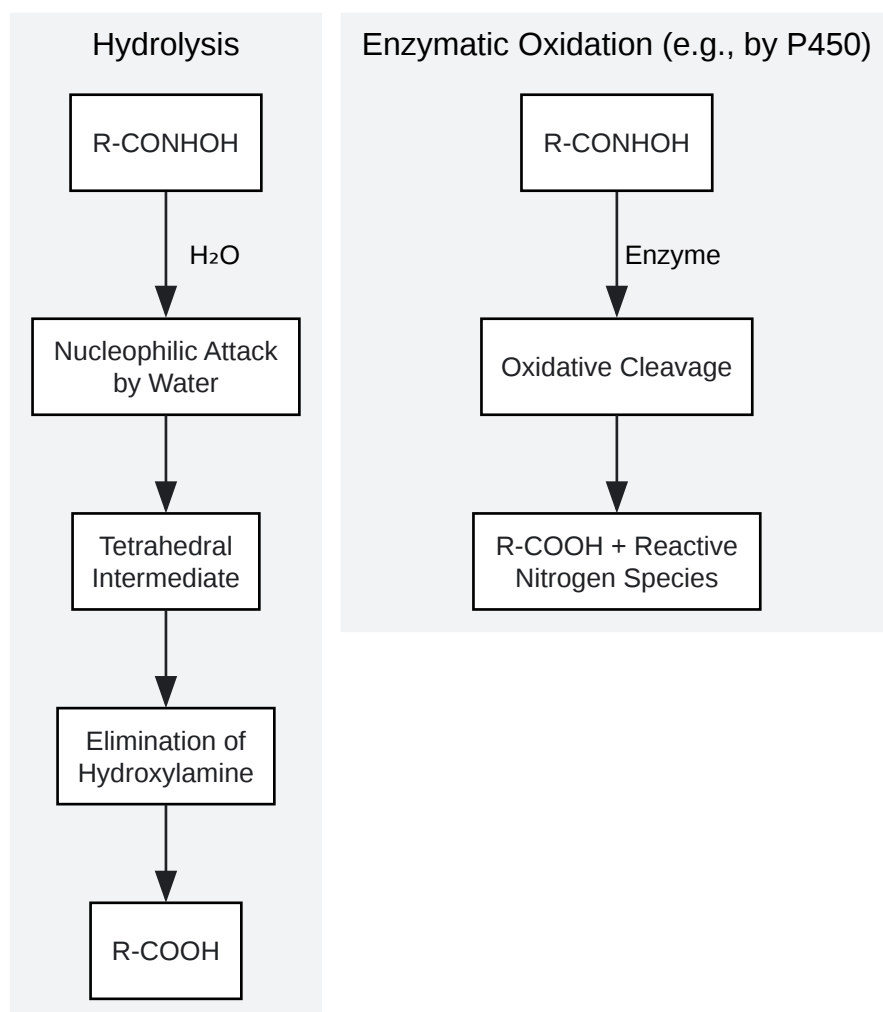 Hydrolysis
R-CONHOH
H₂O
Nucleophilic Attack
by Water
Tetrahedral
Intermediate
Elimination of
Hydroxylamine
R-COOH
Enzymatic Oxidation (e.g., by P450)
R-CONHOH
Enzyme
Oxidative Cleavage
R-COOH + Reactive
Nitrogen Species